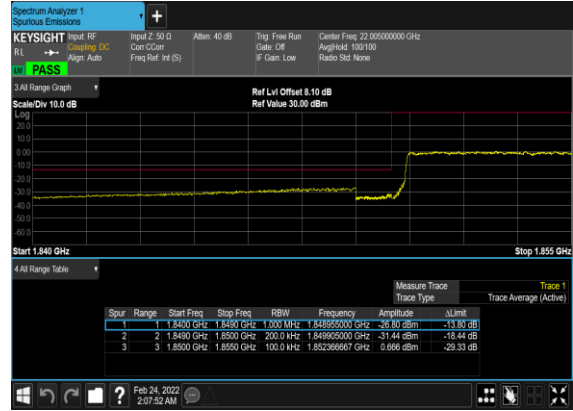 Spectrum Analyzer 1
Spurious Emissions
+
KEYSIGHT Input: RF Input Z: 50 Ω Atten: 40 dB Trig: Free Run Center Freq: 22.005000000 GHz
RL Coupling: DC Corr CCorr Gate: Off Avg|Hold: 100/100
Align: Auto Freq Ref: Int (S) IF Gain: Low Radio Std: None
LM PASS
3 All Range Graph
Ref Lvl Offset 8.10 dB
Scale/Div 10.0 dB Ref Value 30.00 dBm
Log
20.0
10.0
0.00
-10.0
-20.0
-30.0
-40.0
-50.0
-60.0
Start 1.840 GHz Stop 1.855 GHz
4 All Range Table
Measure Trace Trace 1
Trace Type Trace Average (Active)
Spur Range Start Freq Stop Freq RBW Frequency Amplitude ΔLimit
1 1 1.8400 GHz 1.8490 GHz 1.000 MHz 1.848955000 GHz -26.80 dBm -13.80 dB
2 2 1.8490 GHz 1.8500 GHz 200.0 kHz 1.849905000 GHz -31.44 dBm -18.44 dB
3 3 1.8500 GHz 1.8550 GHz 100.0 kHz 1.852366667 GHz 0.666 dBm -29.33 dB
? Feb 24, 2022
2:07:52 AM